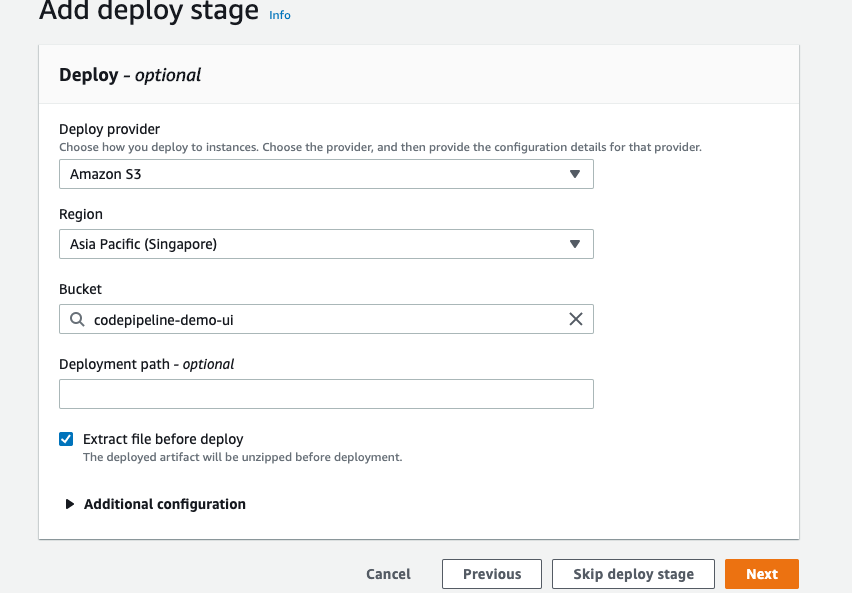 Add deploy stage Info
Deploy - optional
Deploy provider
Choose how you deploy to instances. Choose the provider, and then provide the configuration details for that provider.
Amazon S3
Region
Asia Pacific (Singapore)
Bucket
codepipeline-demo-ui
Deployment path - optional
Extract file before deploy
The deployed artifact will be unzipped before deployment.
Additional configuration
Cancel Previous Skip deploy stage Next